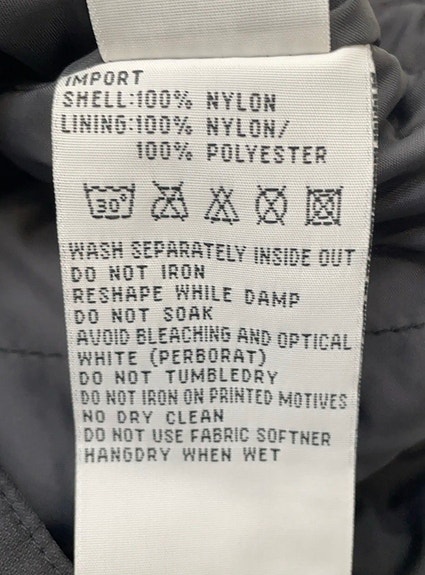 IMPORT
SHELL:100% NYLON
LINING:100% NYLON/
100% POLYESTER
30°
WASH SEPARATELY INSIDE OUT
DO NOT IRON
RESHAPE WHILE DAMP
DO NOT SOAK
AVOID BLEACHING AND OPTICAL
WHITE (PERBORAT)
DO NOT TUMBLEDRY
DO NOT IRON ON PRINTED MOTIVES
NO DRY CLEAN
DO NOT USE FABRIC SOFTNER
HANGDRY WHEN WET